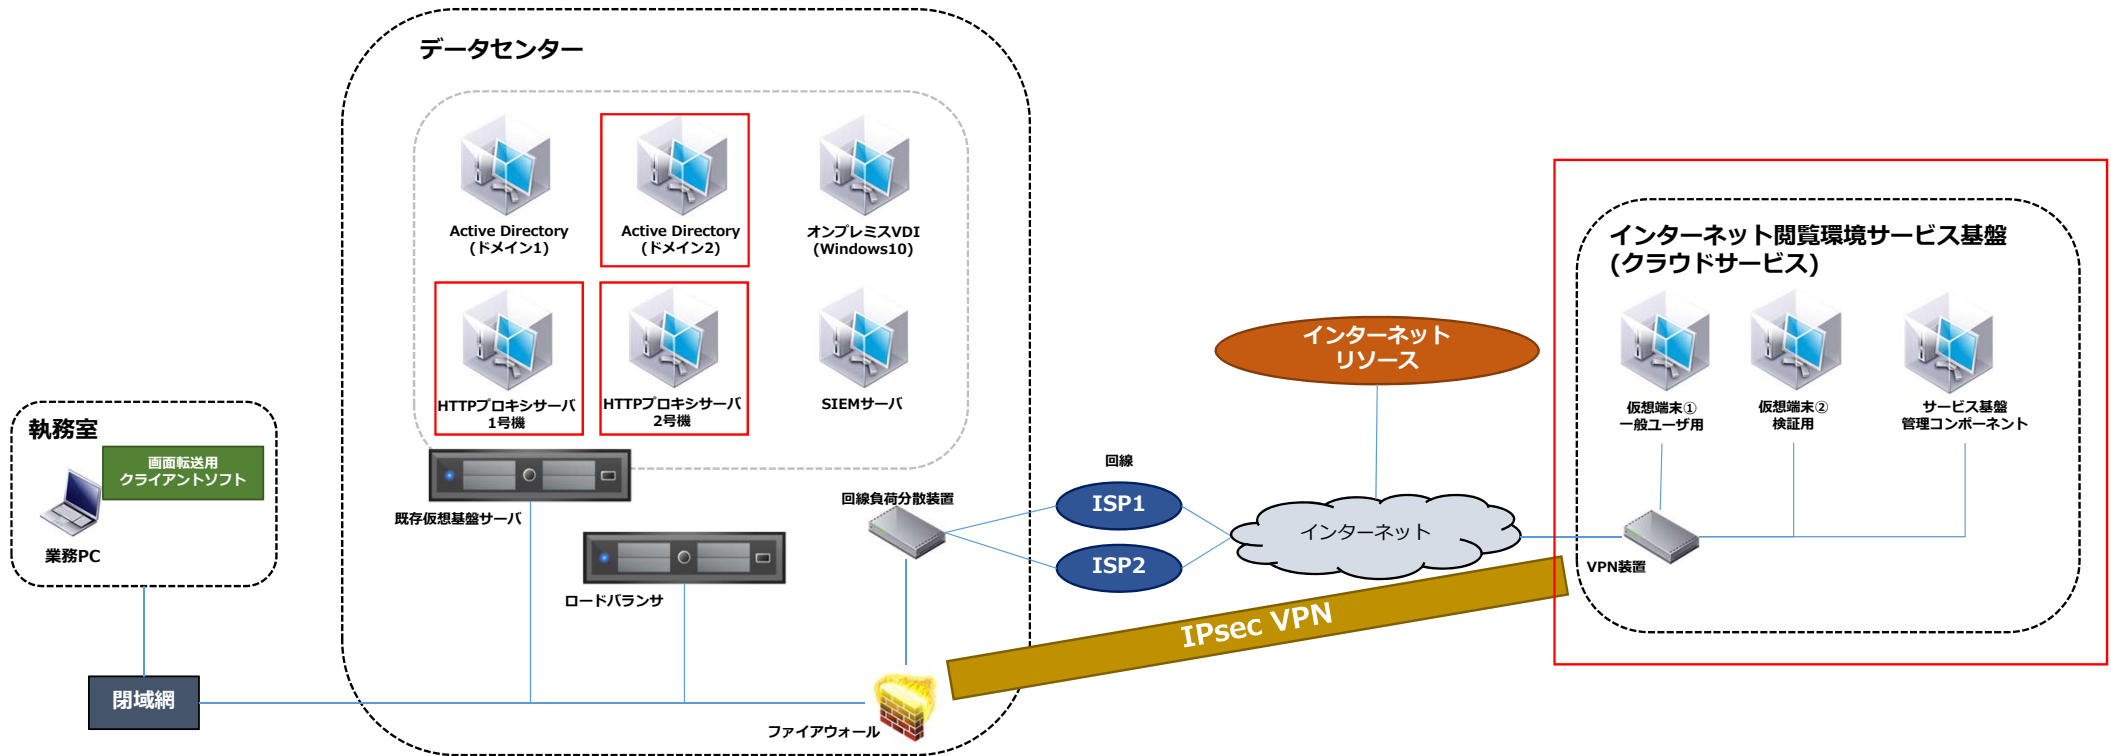 データセンター
Active Directory
(ドメイン1)
Active Directory
(ドメイン2)
オンプレミスVDI
(Windows10)
HTTPプロキシサーバ
1号機
HTTPプロキシサーバ
2号機
SIEMサーバ
執務室
画面転送用
クライアントソフト
業務PC
既存仮想基盤サーバ
ロードバランサ
回線負荷分散装置
閉域網
ファイアウォール
回線
ISP1
ISP2
インターネット
リソース
インターネット
IPsec VPN
インターネット閲覧環境サービス基盤
(クラウドサービス)
仮想端末①
一般ユーザ用
仮想端末②
検証用
サービス基盤
管理コンポーネント
VPN装置